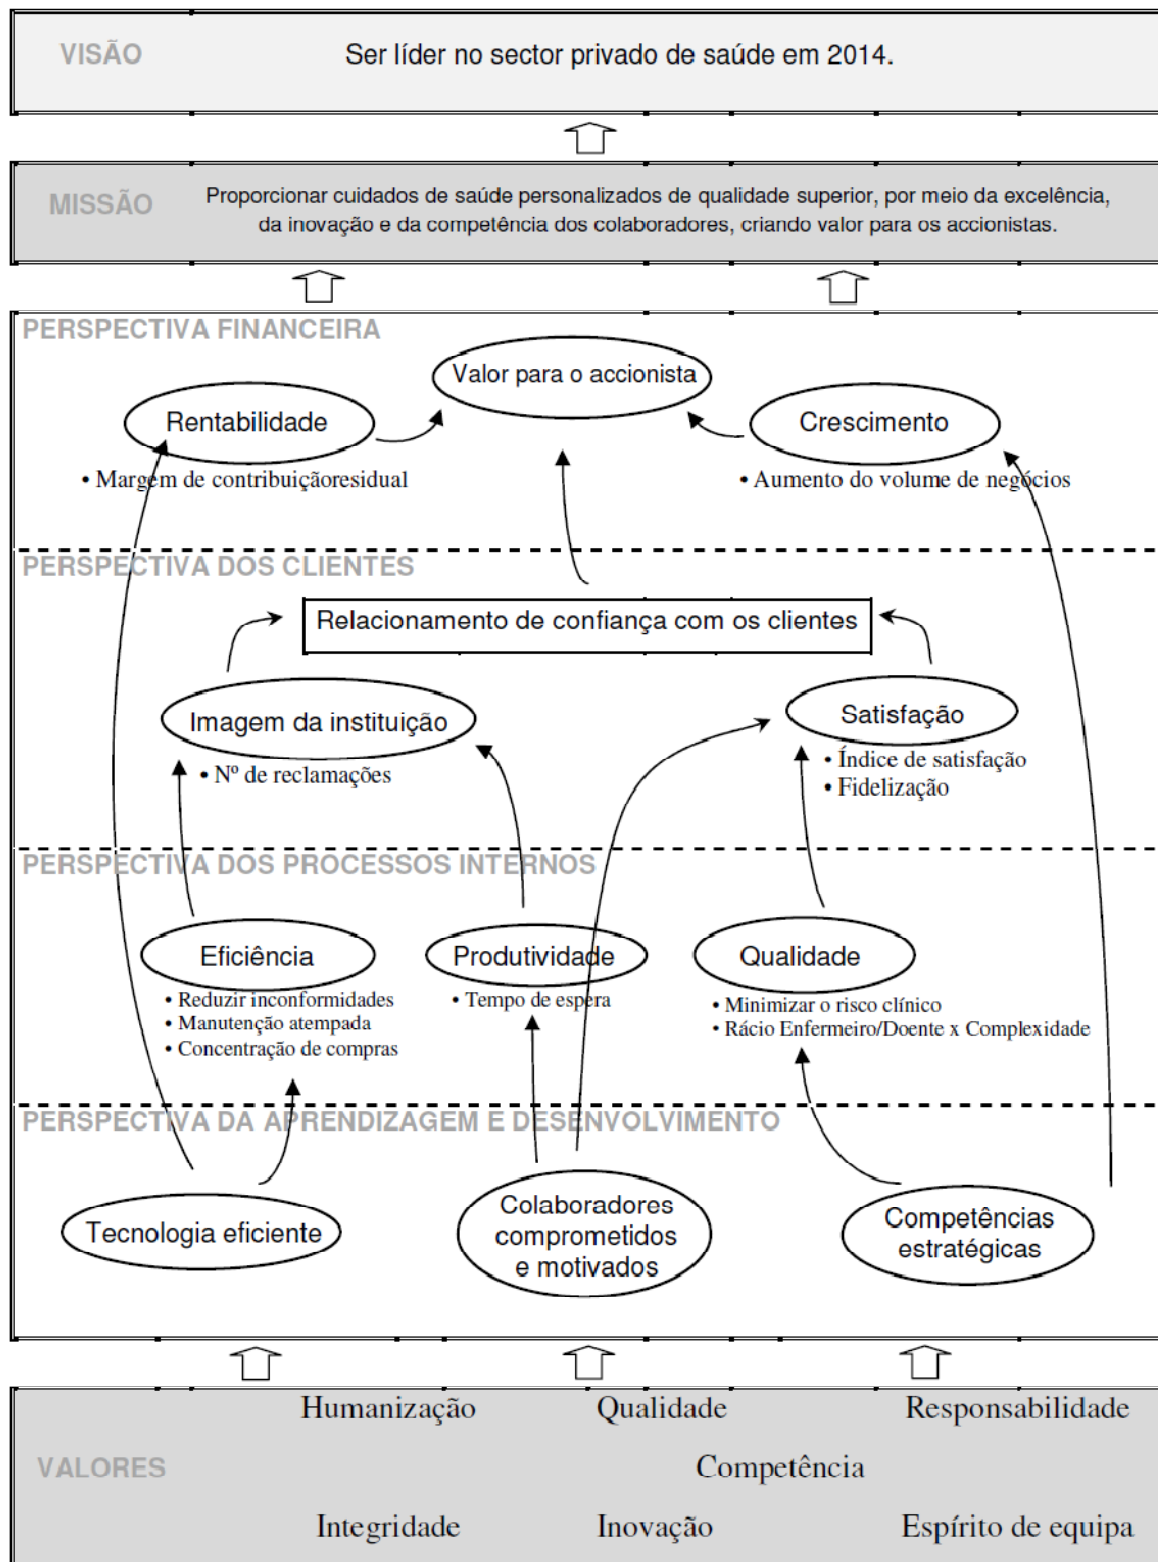 VISÃO
Ser líder no sector privado de saúde em 2014.
MISSÃO
Proporcionar cuidados de saúde personalizados de qualidade superior, por meio da excelência,
da inovação e da competência dos colaboradores, criando valor para os accionistas.
PERSPECTIVA FINANCEIRA
Valor para o accionista
Rentabilidade
Crescimento
• Margem de contribuiçãoresidual
• Aumento do volume de negócios
PERSPECTIVA DOS CLIENTES
Relacionamento de confiança com os clientes
Imagem da instituição
Satisfação
• Nº de reclamações
• Índice de satisfação
• Fidelização
PERSPECTIVA DOS PROCESSOS INTERNOS
Eficiência
Produtividade
Qualidade
• Reduzir inconformidades
• Manutenção atempada
• Concentração de compras
• Tempo de espera
• Minimizar o risco clínico
• Rácio Enfermeiro/Doente x Complexidade
PERSPECTIVA DA APRENDIZAGEM E DESENVOLVIMENTO
Tecnologia eficiente
Colaboradores
comprometidos
e motivados
Competências
estratégicas
Humanização Qualidade Responsabilidade
VALORES
Competência
Integridade Inovação Espírito de equipa